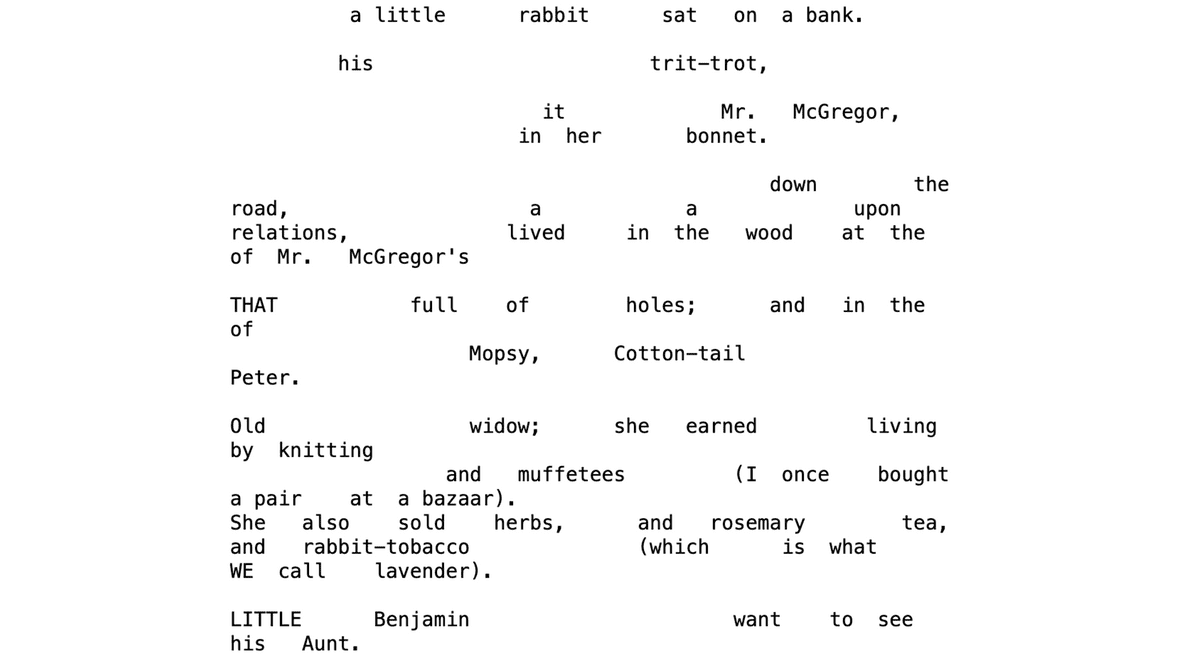 a little rabbit sat on a bank.
his trit-trot,
it Mr. McGregor,
in her bonnet.
down the
road, a a upon
relations, lived in the wood at the
of Mr. McGregor's
THAT full of holes; and in the
of
Mopsy, Cotton-tail
Peter.
Old widow; she earned living
by knitting
and muffetees (I once bought
a pair at a bazaar).
She also sold herbs, and rosemary tea,
and rabbit-tobacco (which is what
WE call lavender).
LITTLE Benjamin want to see
his Aunt.